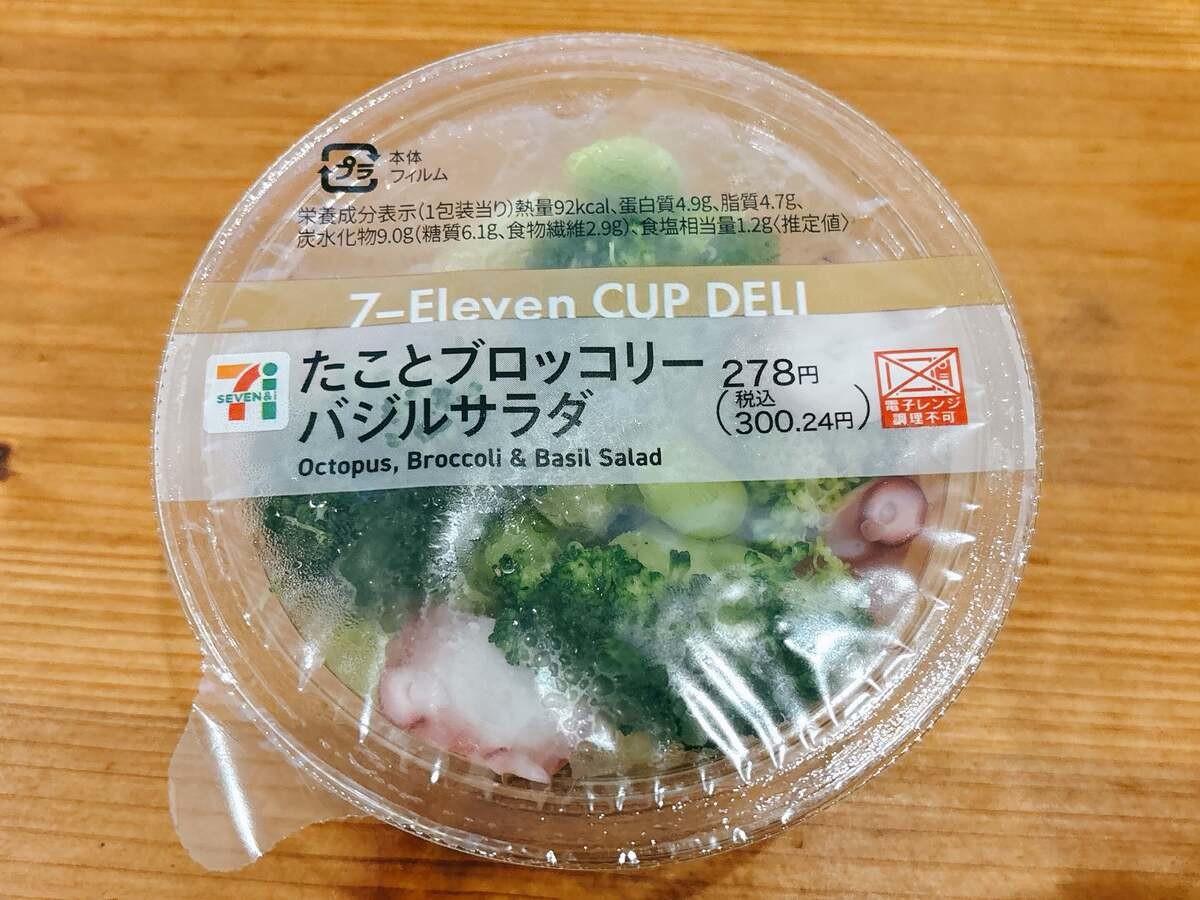 プラ
本体
フィルム
栄養成分表示(1包装当り)熱量92kcal、蛋白質4.9g、脂質4.7g、
炭水化物9.0g(糖質6.1g、食物繊維2.9g)、食塩相当量1.2g〈推定値〉
7-Eleven CUP DELI
SEVEN&i
たことブロッコリー
バジルサラダ
Octopus, Broccoli & Basil Salad
278円
(税込
300.24円)
電子レンジ
調理不可